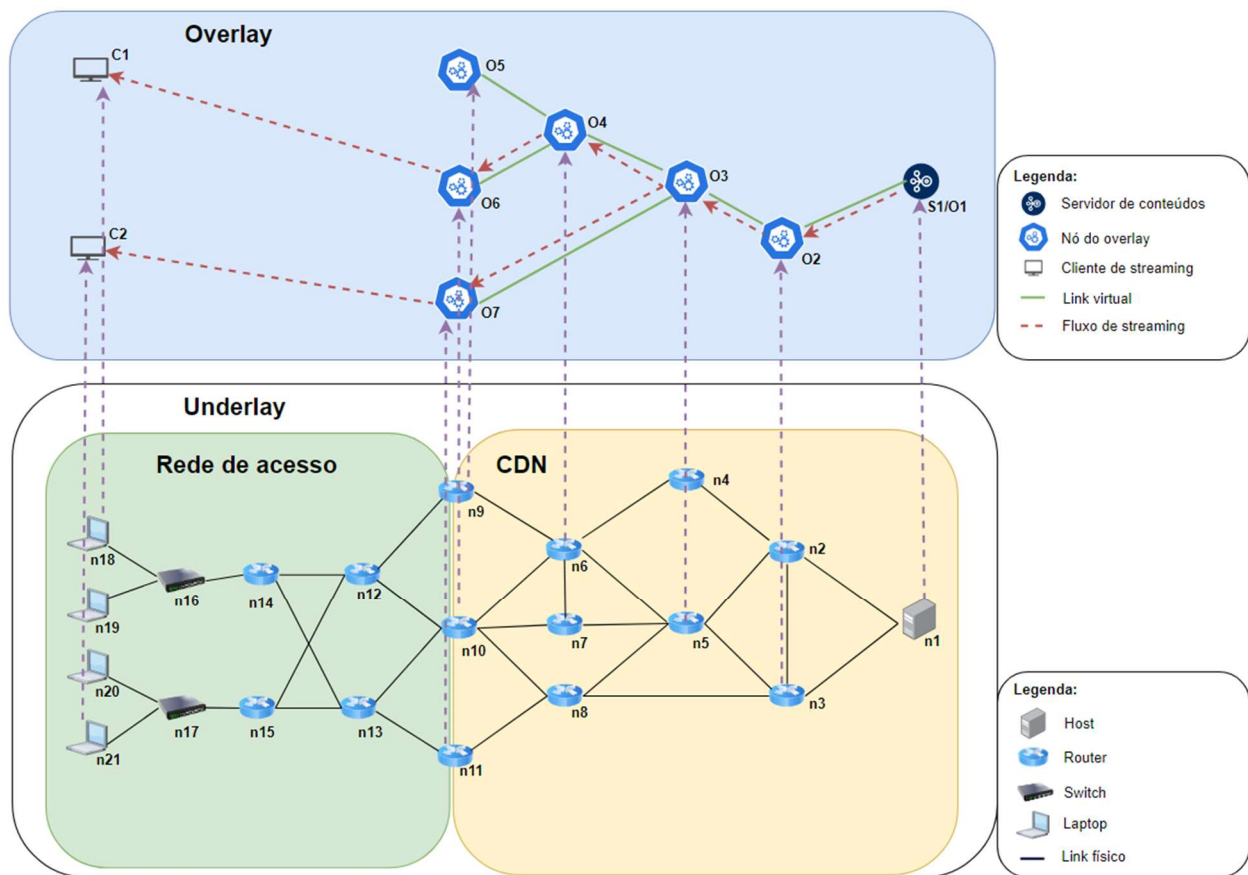 Overlay
C1
O5
O4
O3
O6
S1/O1
C2
O2
O7
Legenda:
Servidor de conteúdos
Nó do overlay
Cliente de streaming
Link virtual
Fluxo de streaming
Underlay
Rede de acesso
CDN
n4
n9
n18
n6
n2
n16
n14
n12
n19
n10
n7
n5
n1
n20
n17
n15
n13
n8
n3
n21
n11
Legenda:
Host
Router
Switch
Laptop
Link físico